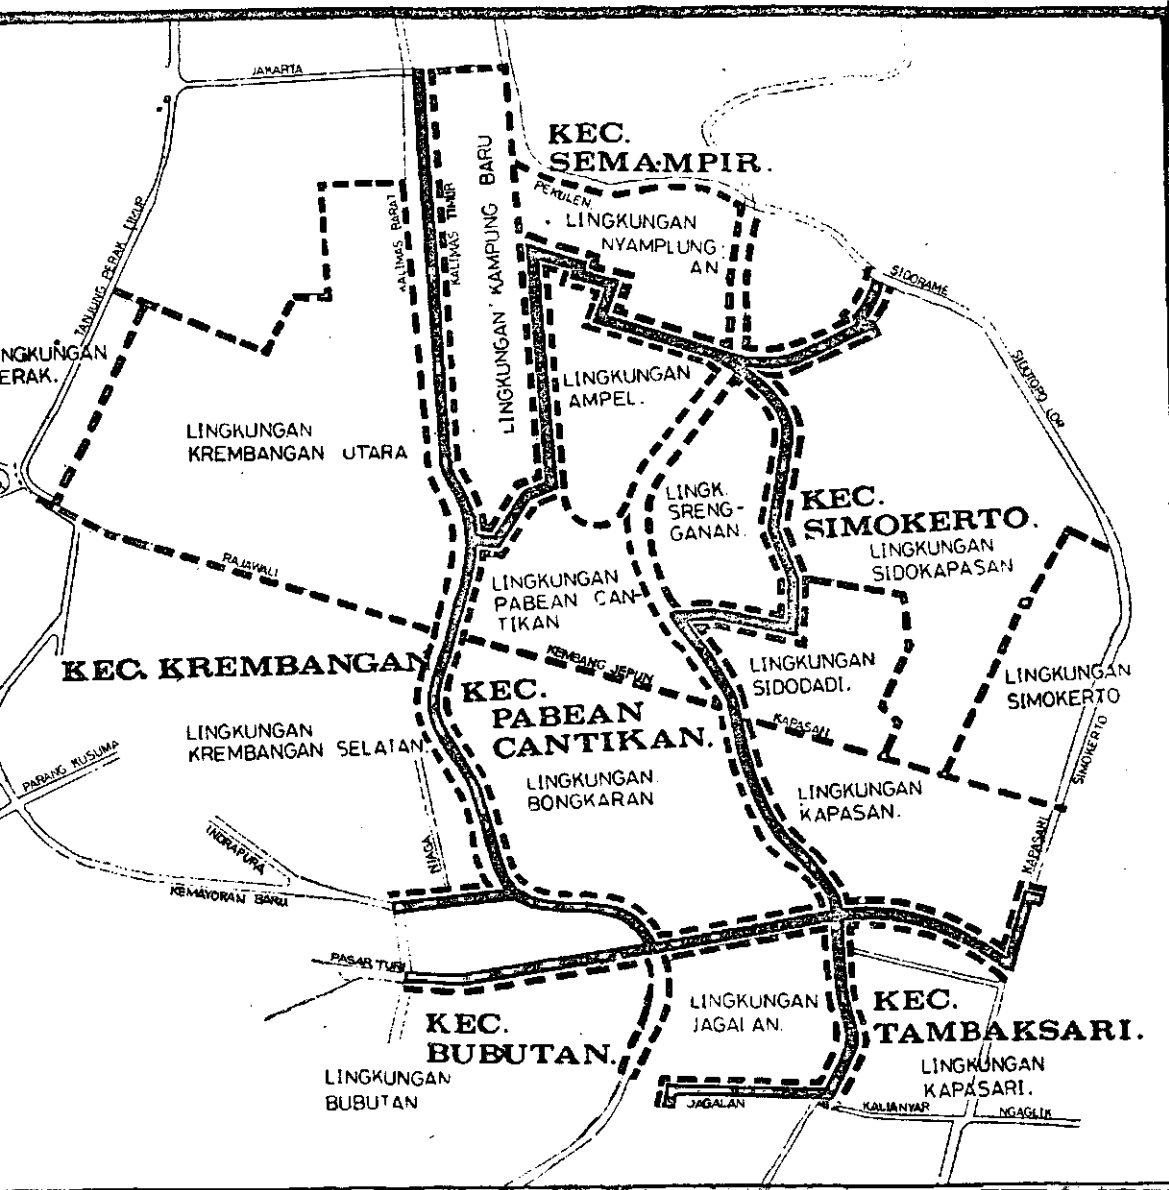 JAKARTA
KEC.
SEMAMPIR.
PEKULEN.
LINGKUNGAN
NYAMPLUNG-
AN
KALIMAS BARAT
KALIMAS TIMUR
LINGKUNGAN KAMPUNG BARU
TANJUNG PERAK TIMUR
SIDORAME
NGKUNGAN
ERAK.
SIDOTOPO LOR
LINGKUNGAN
AMPEL.
LINGKUNGAN
KREMBANGAN UTARA
LINGK.
SRENG-
GANAN.
KEC.
SIMOKERTO.
LINGKUNGAN
SIDOKAPASAN
RAJAWALI
LINGKUNGAN
PABEAN CAN-
TIKAN
KEMBANG JEPUN
KEC. KREMBANGAN
LINGKUNGAN
SIDODADI.
LINGKUNGAN
SIMOKERTO
KEC.
PABEAN
CANTIKAN.
KAPASAN
LINGKUNGAN
KREMBANGAN SELATAN.
PARANG KUSUMA
SIMOKERTO
LINGKUNGAN
BONGKARAN
LINGKUNGAN
KAPASAN.
INDRAPURA
NIAGA
KAPASARI
KEMAYORAN BARU
PASAR TURI
KEC.
BUBUTAN.
LINGKUNGAN
JAGALAN.
KEC.
TAMBAKSARI.
LINGKUNGAN
BUBUTAN
LINGKUNGAN
KAPASARI.
JAGALAN
KALIANYAR
NGAGLIK